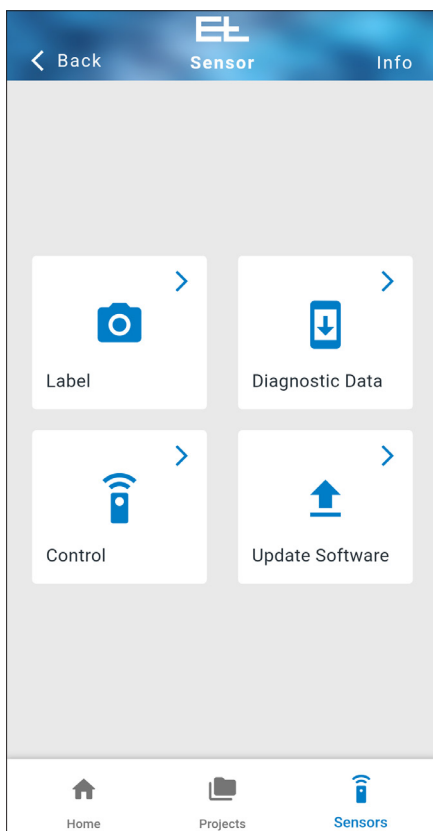 EL
Back
Sensor
Info
Label
Diagnostic Data
Control
Update Software
Home
Projects
Sensors